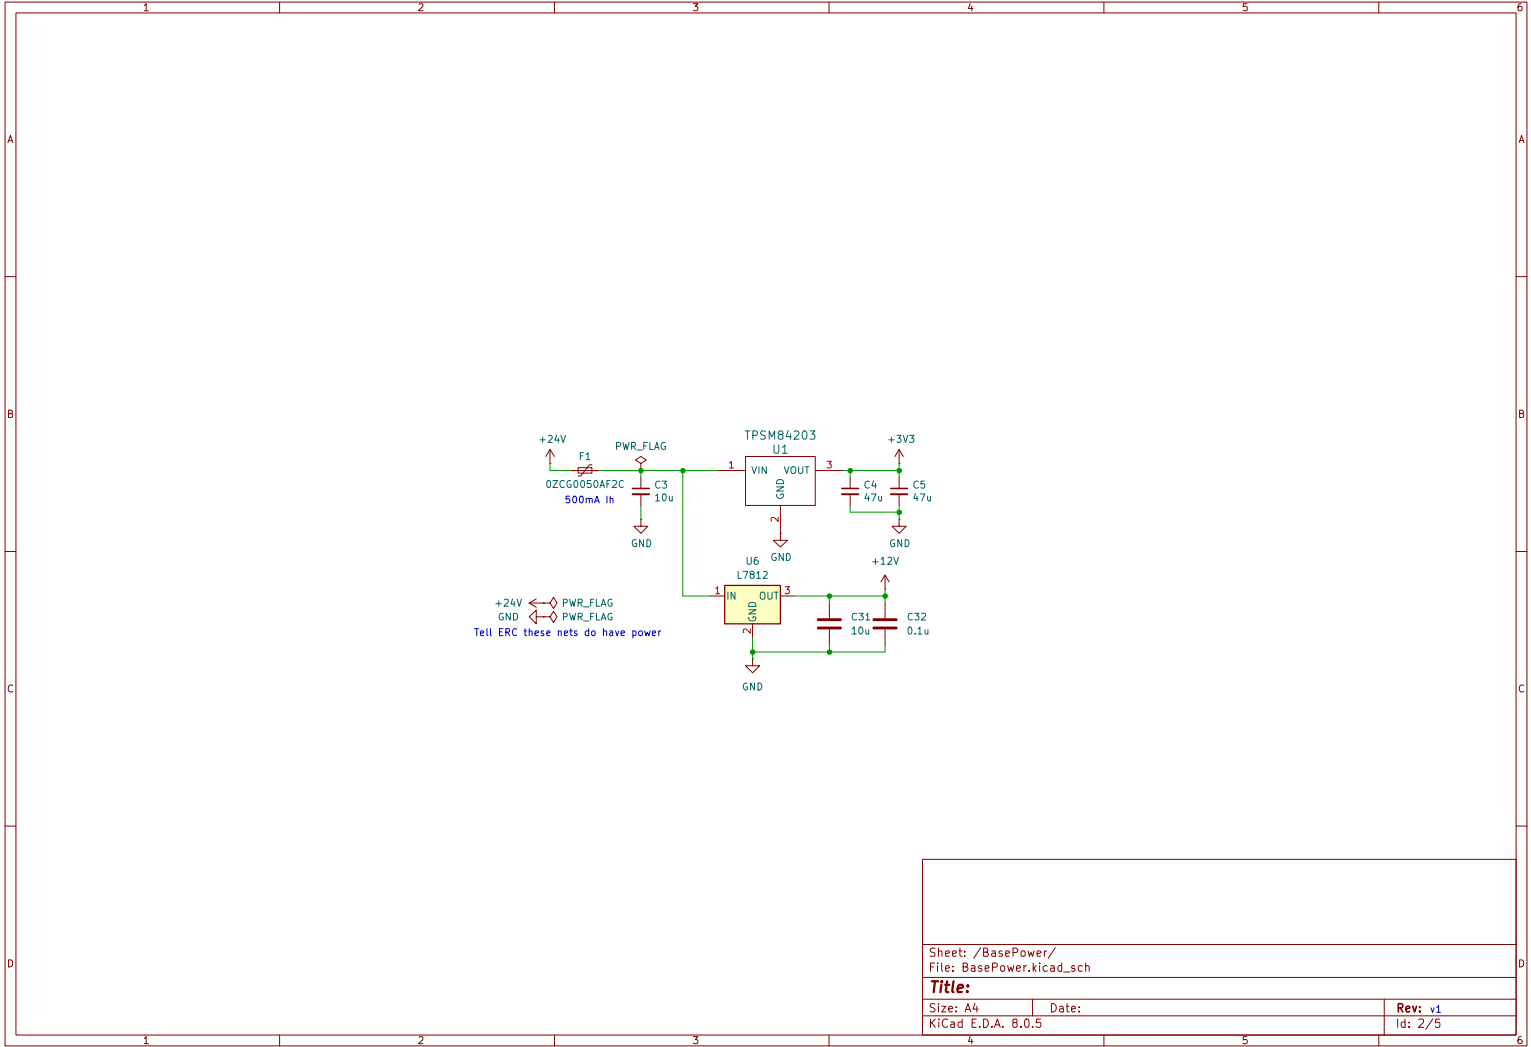 1 2 3 4 5 6
A A
B B
C C
D D
+24V
F1
0ZCG0050AF2C
500mA Ih
PWR_FLAG
C3
10u
GND
TPSM84203
U1
1 VIN VOUT 3
GND
2
GND
+3V3
C4
47u
C5
47u
GND
U6
L7812
1 IN OUT 3
GND
2
GND
+12V
C31
10u
C32
0.1u
+24V PWR_FLAG
GND PWR_FLAG
Tell ERC these nets do have power
Sheet: /BasePower/
File: BasePower.kicad_sch
Title:
Size: A4 Date: Rev: v1
KiCad E.D.A. 8.0.5 Id: 2/5
1 2 3 4 5 6